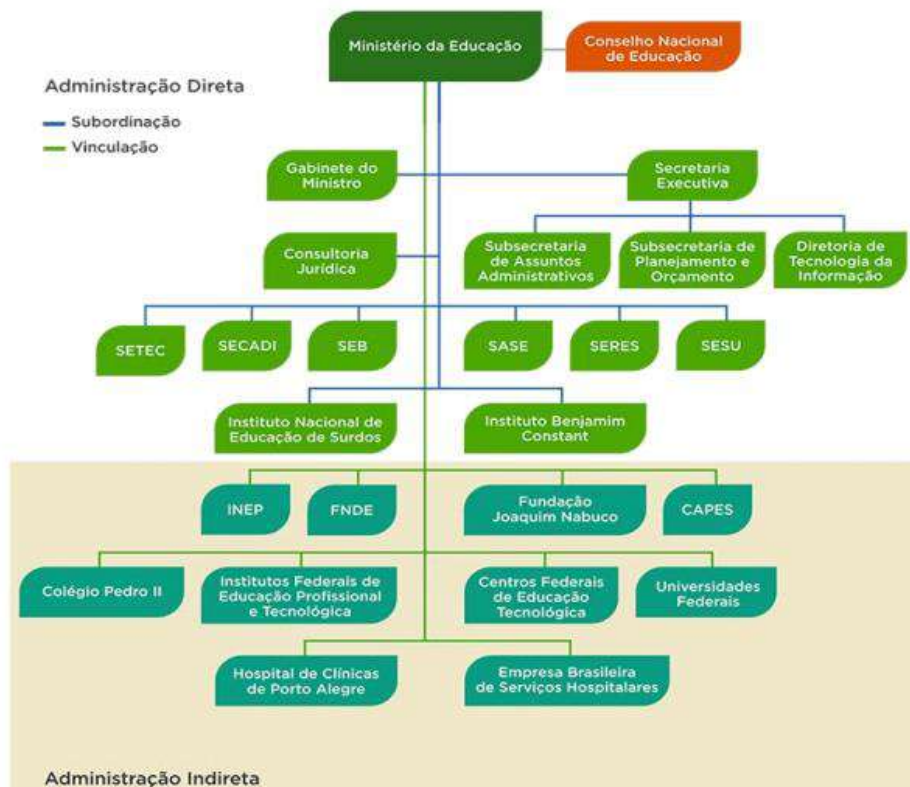 Ministério da Educação
Conselho Nacional
de Educação
Administração Direta
Subordinação
Vinculação
Gabinete do
Ministro
Secretaria
Executiva
Consultoria
Jurídica
Subsecretaria
de Assuntos
Administrativos
Subsecretaria de
Planejamento e
Orçamento
Diretoria de
Tecnologia da
Informação
SETEC
SECADI
SEB
SASE
SERES
SESU
Instituto Nacional de
Educação de Surdos
Instituto Benjamim
Constant
INEP
FNDE
Fundação
Joaquim Nabuco
CAPES
Colégio Pedro II
Institutos Federais de
Educação Profissional
e Tecnológica
Centros Federais
de Educação
Tecnológica
Universidades
Federais
Hospital de Clínicas
de Porto Alegre
Empresa Brasileira
de Serviços Hospitalares
Administração Indireta